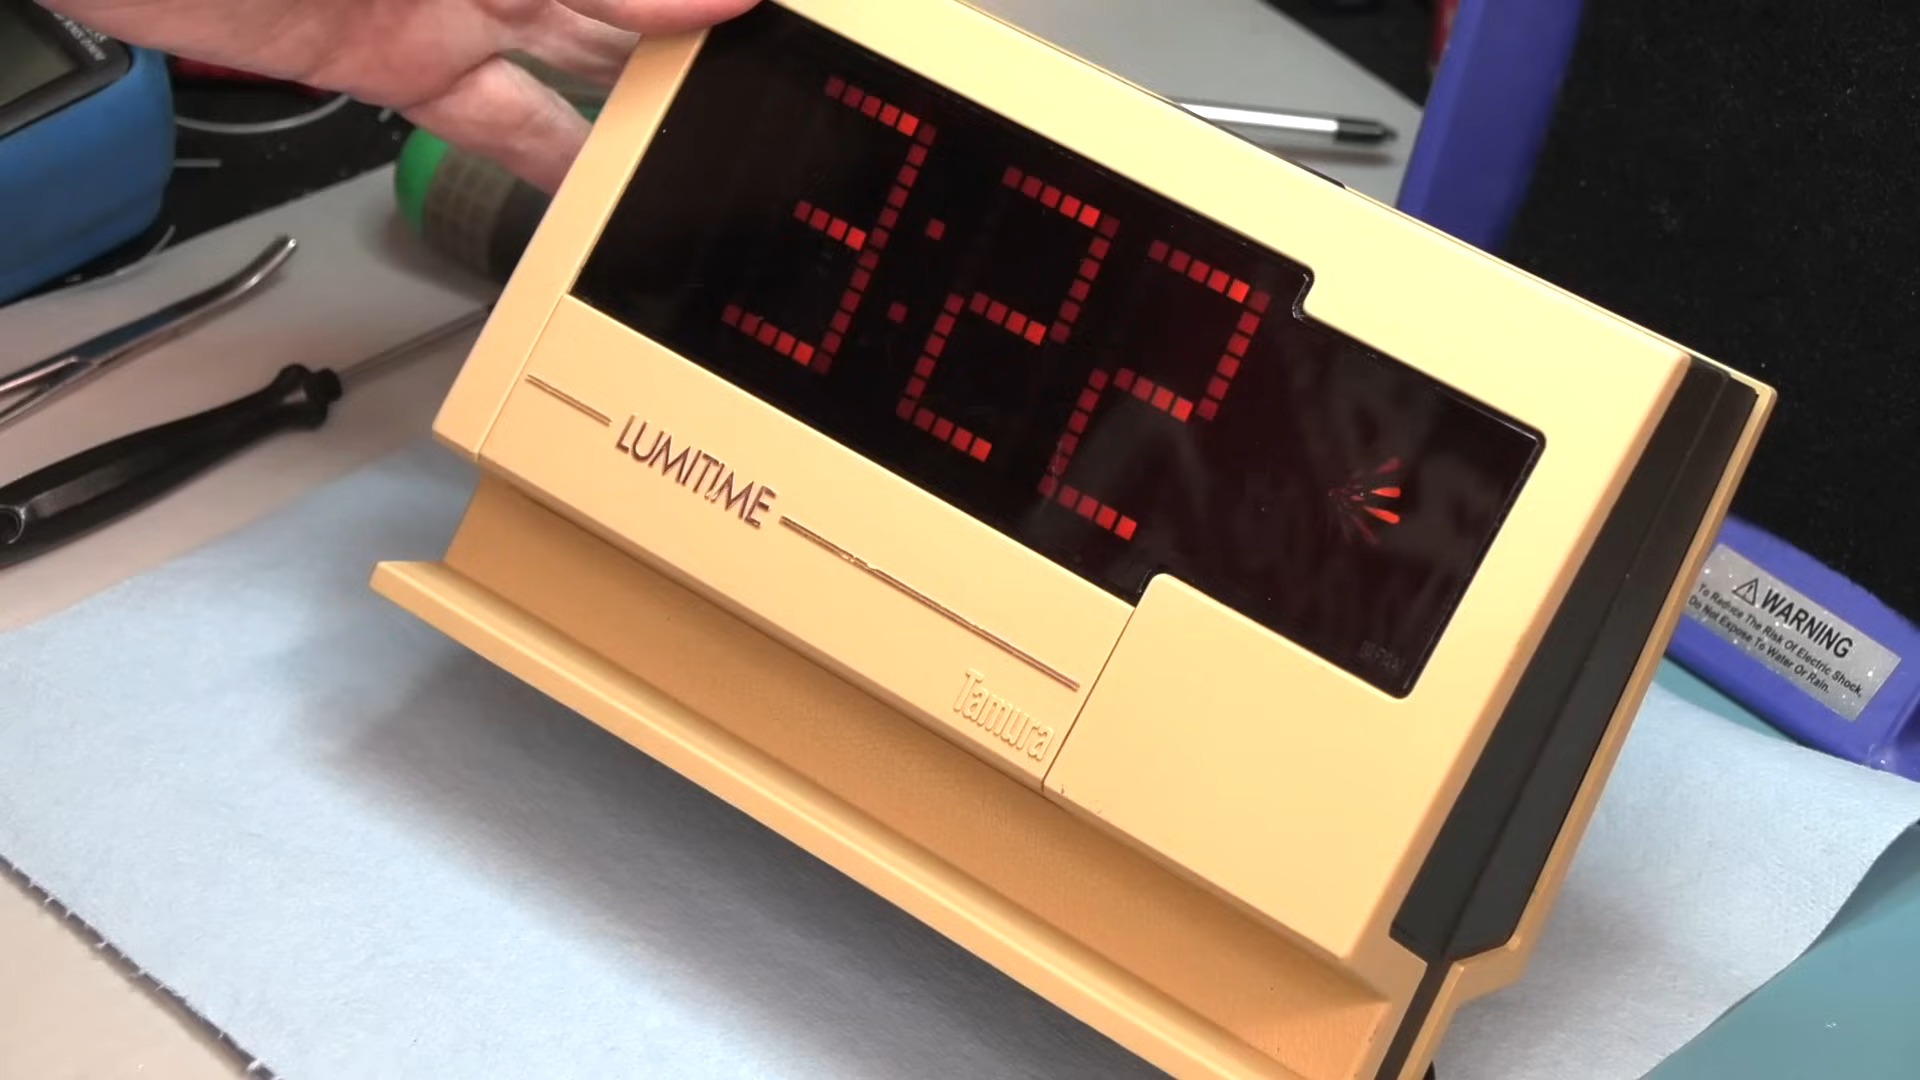 3:22
LUMITIME
Tamura
⚠ WARNING
To Reduce The Risk Of Electric Shock,
Do Not Expose To Water Or Rain.